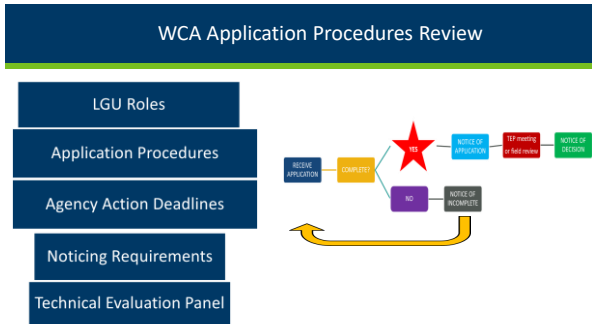 WCA Application Procedures Review
LGU Roles
Application Procedures
Agency Action Deadlines
Noticing Requirements
Technical Evaluation Panel
RECEIVE
APPLICATION
COMPLETE?
YES
NOTICE OF
APPLICATION
TEP meeting
or field review
NOTICE OF
DECISION
NO
NOTICE OF
INCOMPLETE